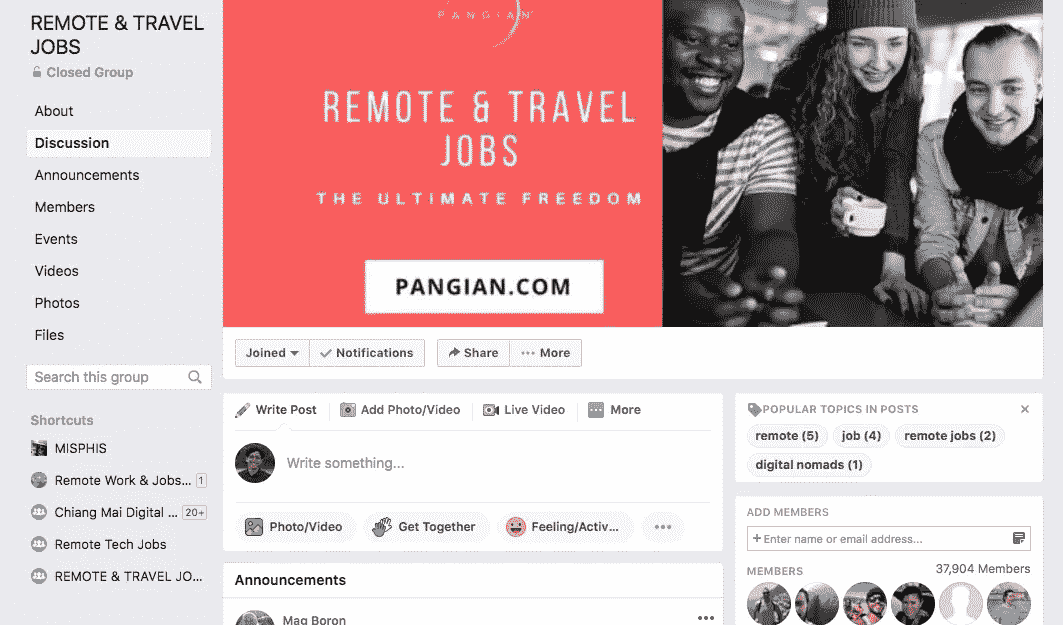 REMOTE & TRAVEL
JOBS
Closed Group
About
Discussion
Announcements
Members
Events
Videos
Photos
Files
Search this group
Shortcuts
MISPHIS
Remote Work & Jobs... 1
Chiang Mai Digital ... 20+
Remote Tech Jobs
REMOTE & TRAVEL JO...
PANGIAN
REMOTE & TRAVEL
JOBS
THE ULTIMATE FREEDOM
PANGIAN.COM
Joined Notifications Share More
Write Post Add Photo/Video Live Video More
Write something...
Photo/Video Get Together Feeling/Activ...
Announcements
Mag Boron
POPULAR TOPICS IN POSTS
remote (5) job (4) remote jobs (2)
digital nomads (1)
ADD MEMBERS
+ Enter name or email address...
MEMBERS 37,904 Members